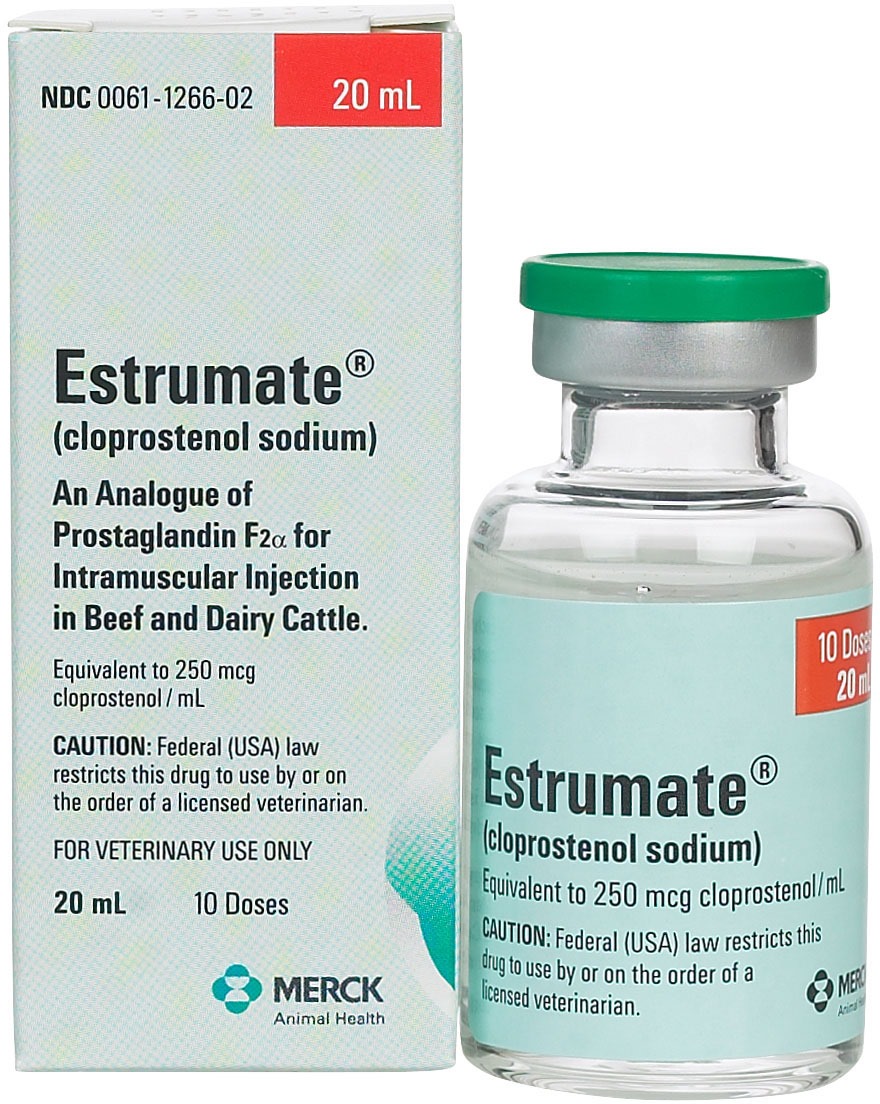 NDC 0061-1266-02
20 mL
Estrumate®
(cloprostenol sodium)
An Analogue of
Prostaglandin F2α for
Intramuscular Injection
in Beef and Dairy Cattle.
Equivalent to 250 mcg
cloprostenol / mL
CAUTION: Federal (USA) law
restricts this drug to use by or on
the order of a licensed veterinarian.
FOR VETERINARY USE ONLY
20 mL 10 Doses
MERCK
Animal Health
10 Doses
20 mL
Estrumate®
(cloprostenol sodium)
Equivalent to 250 mcg cloprostenol/mL
CAUTION: Federal (USA) law restricts this
drug to use by or on the order of a
licensed veterinarian.
MERC
Animal